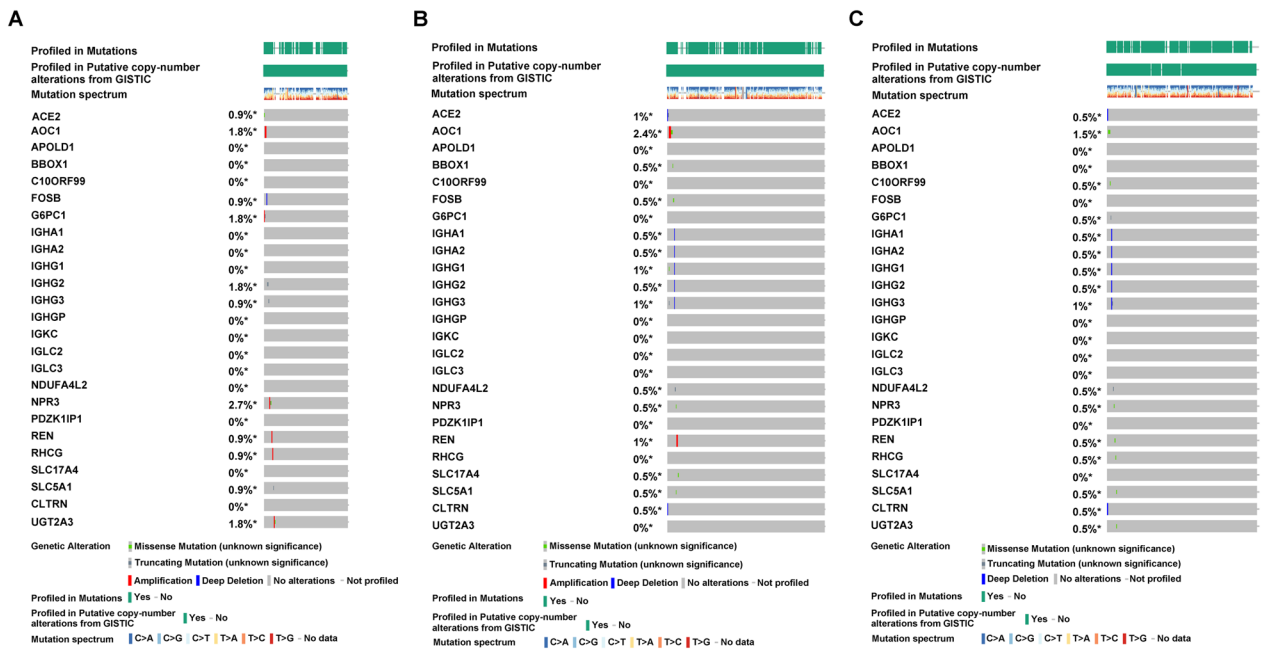 A
Profiled in Mutations
Profiled in Putative copy-number
alterations from GISTIC
Mutation spectrum
ACE2 0.9%*
AOC1 1.8%*
APOLD1 0%*
BBOX1 0%*
C10ORF99 0%*
FOSB 0.9%*
G6PC1 1.8%*
IGHA1 0%*
IGHA2 0%*
IGHG1 0%*
IGHG2 1.8%*
IGHG3 0.9%*
IGHGP 0%*
IGKC 0%*
IGLC2 0%*
IGLC3 0%*
NDUFA4L2 0%*
NPR3 2.7%*
PDZK1IP1 0%*
REN 0.9%*
RHCG 0.9%*
SLC17A4 0%*
SLC5A1 0.9%*
CLTRN 0%*
UGT2A3 1.8%*
Genetic Alteration Missense Mutation (unknown significance)
Truncating Mutation (unknown significance)
Amplification Deep Deletion No alterations - Not profiled
Profiled in Mutations Yes - No
Profiled in Putative copy-number
alterations from GISTIC Yes - No
Mutation spectrum C>A C>G C>T T>A T>C T>G - No data
B
Profiled in Mutations
Profiled in Putative copy-number
alterations from GISTIC
Mutation spectrum
ACE2 1%*
AOC1 2.4%*
APOLD1 0%*
BBOX1 0.5%*
C10ORF99 0%*
FOSB 0.5%*
G6PC1 0%*
IGHA1 0.5%*
IGHA2 0.5%*
IGHG1 1%*
IGHG2 0.5%*
IGHG3 1%*
IGHGP 0%*
IGKC 0%*
IGLC2 0%*
IGLC3 0%*
NDUFA4L2 0.5%*
NPR3 0.5%*
PDZK1IP1 0%*
REN 1%*
RHCG 0%*
SLC17A4 0.5%*
SLC5A1 0.5%*
CLTRN 0.5%*
UGT2A3 0%*
Genetic Alteration Missense Mutation (unknown significance)
Truncating Mutation (unknown significance)
Amplification Deep Deletion No alterations - Not profiled
Profiled in Mutations Yes - No
Profiled in Putative copy-number
alterations from GISTIC Yes - No
Mutation spectrum C>A C>G C>T T>A T>C T>G - No data
C
Profiled in Mutations
Profiled in Putative copy-number
alterations from GISTIC
Mutation spectrum
ACE2 0.5%*
AOC1 1.5%*
APOLD1 0%*
BBOX1 0%*
C10ORF99 0.5%*
FOSB 0%*
G6PC1 0.5%*
IGHA1 0.5%*
IGHA2 0.5%*
IGHG1 0.5%*
IGHG2 0.5%*
IGHG3 1%*
IGHGP 0%*
IGKC 0%*
IGLC2 0%*
IGLC3 0%*
NDUFA4L2 0.5%*
NPR3 0.5%*
PDZK1IP1 0%*
REN 0.5%*
RHCG 0.5%*
SLC17A4 0%*
SLC5A1 0.5%*
CLTRN 0.5%*
UGT2A3 0.5%*
Genetic Alteration Missense Mutation (unknown significance)
Truncating Mutation (unknown significance)
Deep Deletion No alterations - Not profiled
Profiled in Mutations Yes - No
Profiled in Putative copy-number
alterations from GISTIC Yes - No
Mutation spectrum C>A C>G C>T T>A T>C T>G - No data